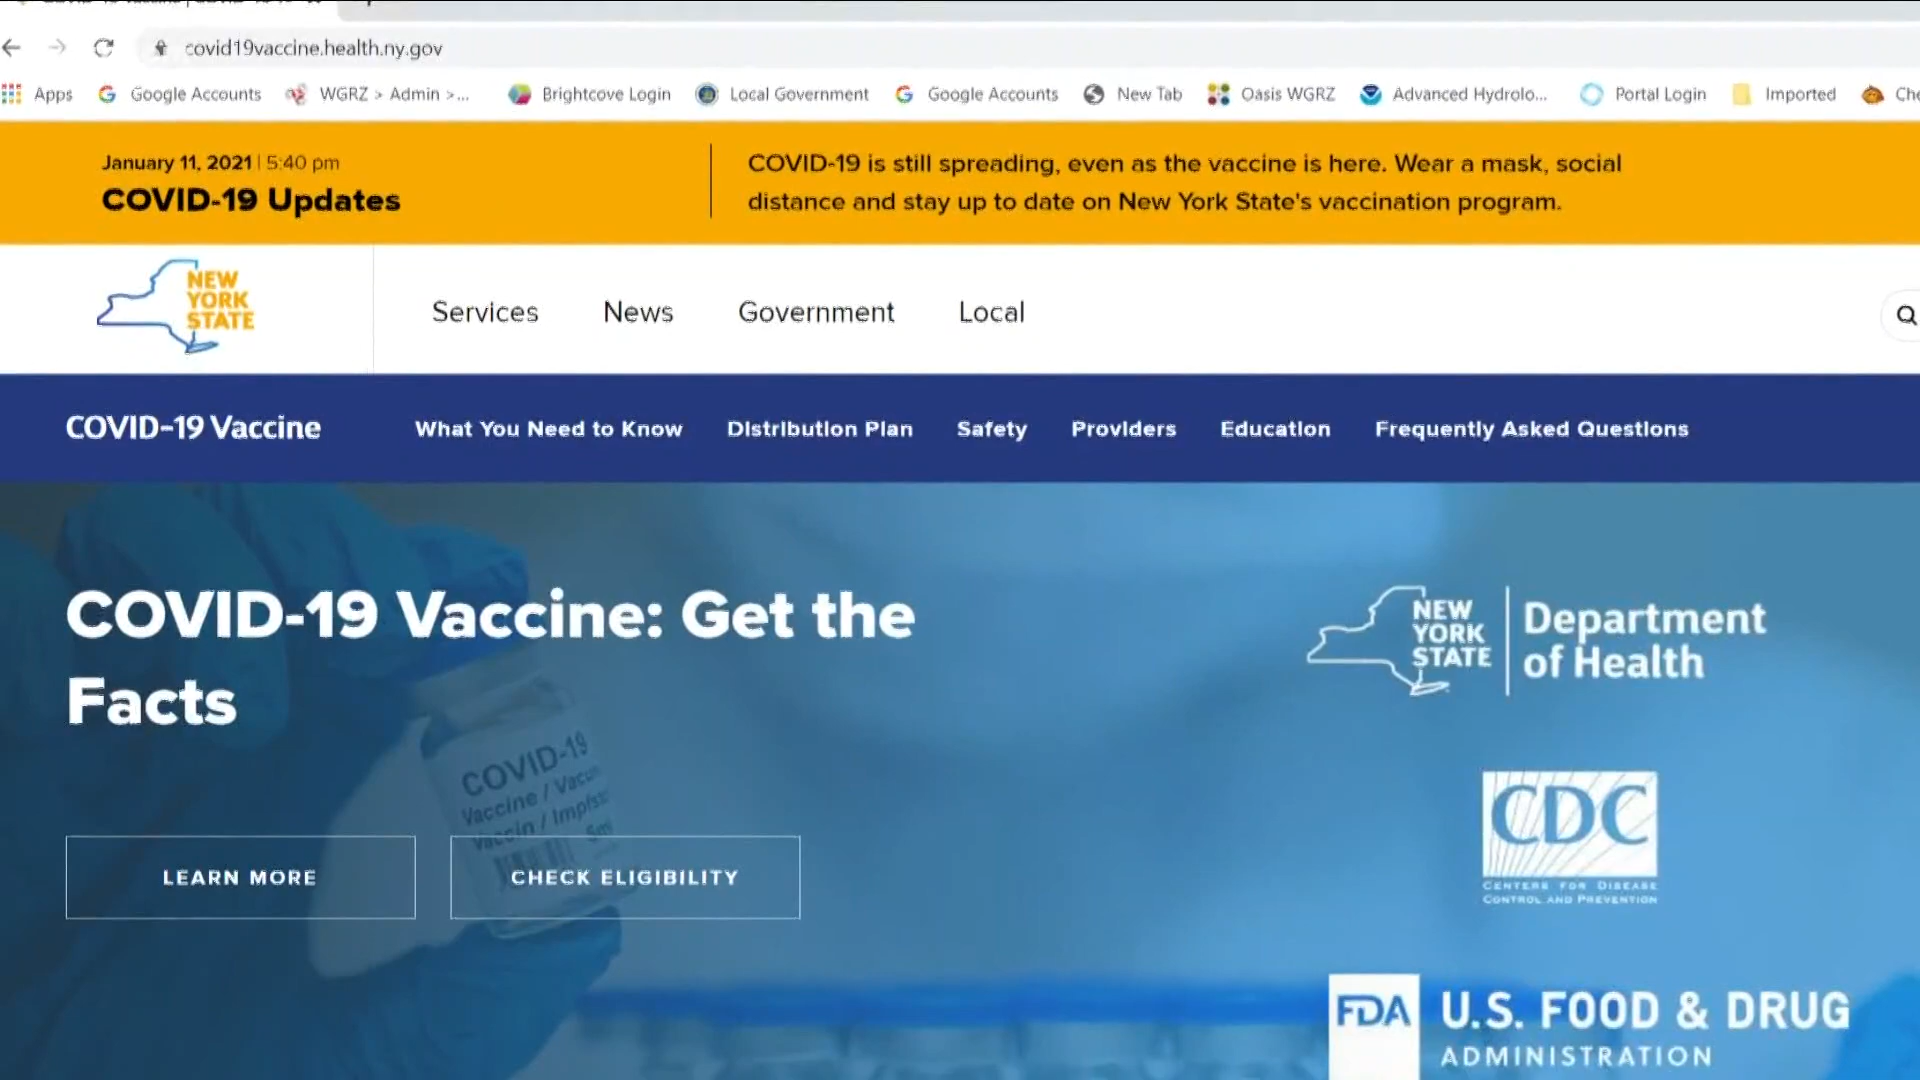 covid19vaccine.health.ny.gov
Apps Google Accounts WGRZ > Admin >... Brightcove Login Local Government Google Accounts New Tab Oasis WGRZ Advanced Hydrolo... Portal Login Imported
January 11, 2021 | 5:40 pm
COVID-19 Updates
COVID-19 is still spreading, even as the vaccine is here. Wear a mask, social
distance and stay up to date on New York State's vaccination program.
NEW
YORK
STATE
Services News Government Local
COVID-19 Vaccine What You Need to Know Distribution Plan Safety Providers Education Frequently Asked Questions
COVID-19 Vaccine: Get the
Facts
NEW
YORK
STATE
Department
of Health
COVID-19
Vaccine / Vacu
Vaccin / Impfss
5ml
LEARN MORE
CHECK ELIGIBILITY
CDC
CENTERS FOR DISEASE
CONTROL AND PREVENTION
FDA
U.S. FOOD & DRUG
ADMINISTRATION